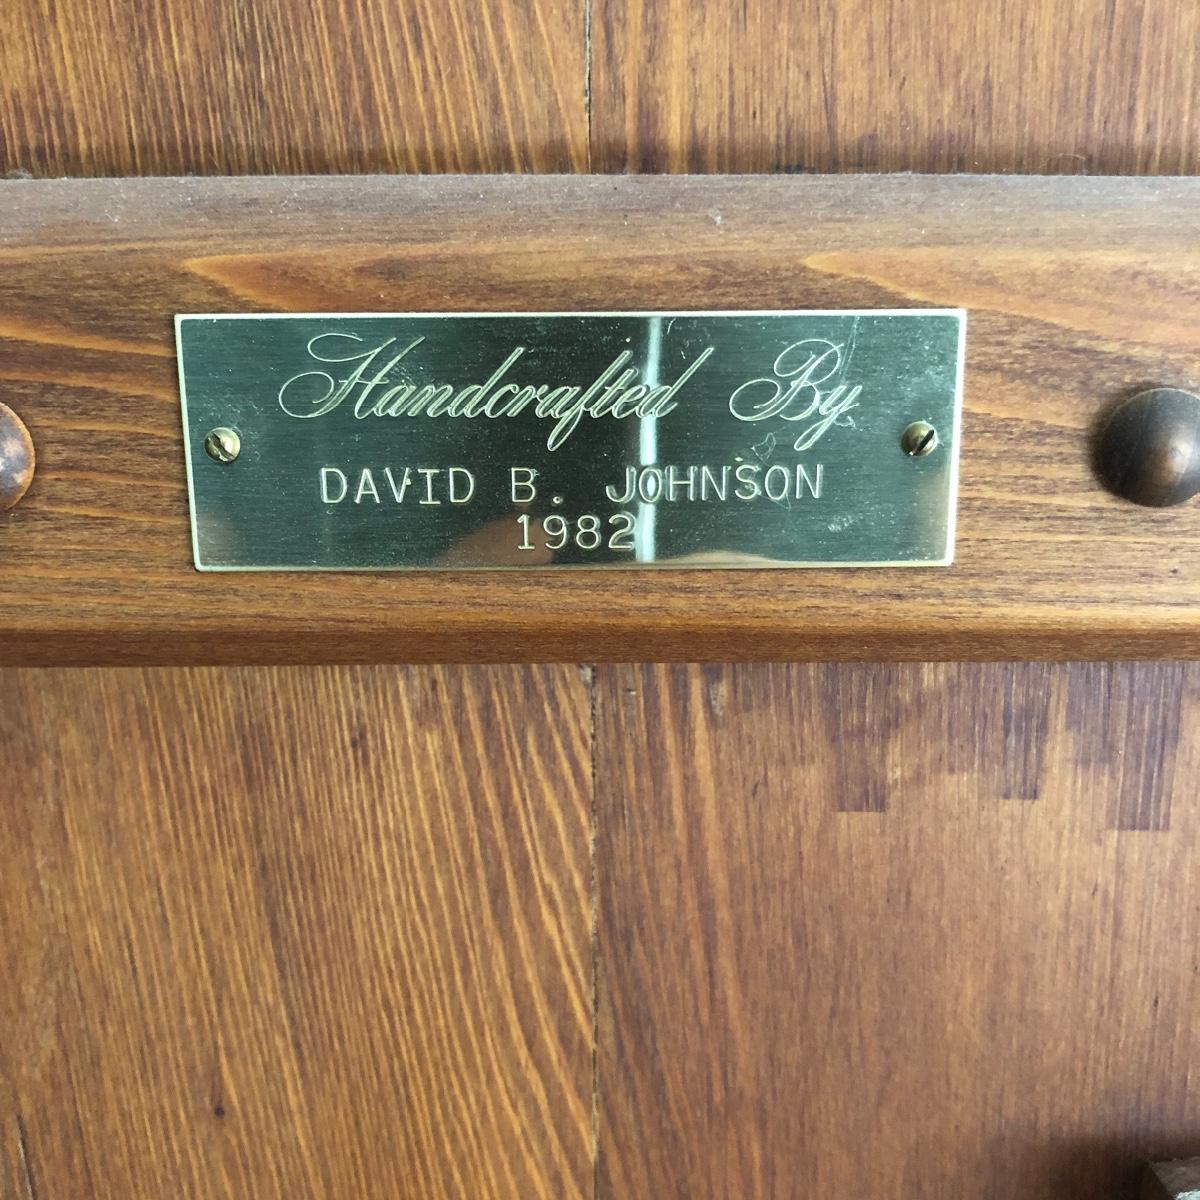 Handcrafted By
DAVID B. JOHNSON
1982